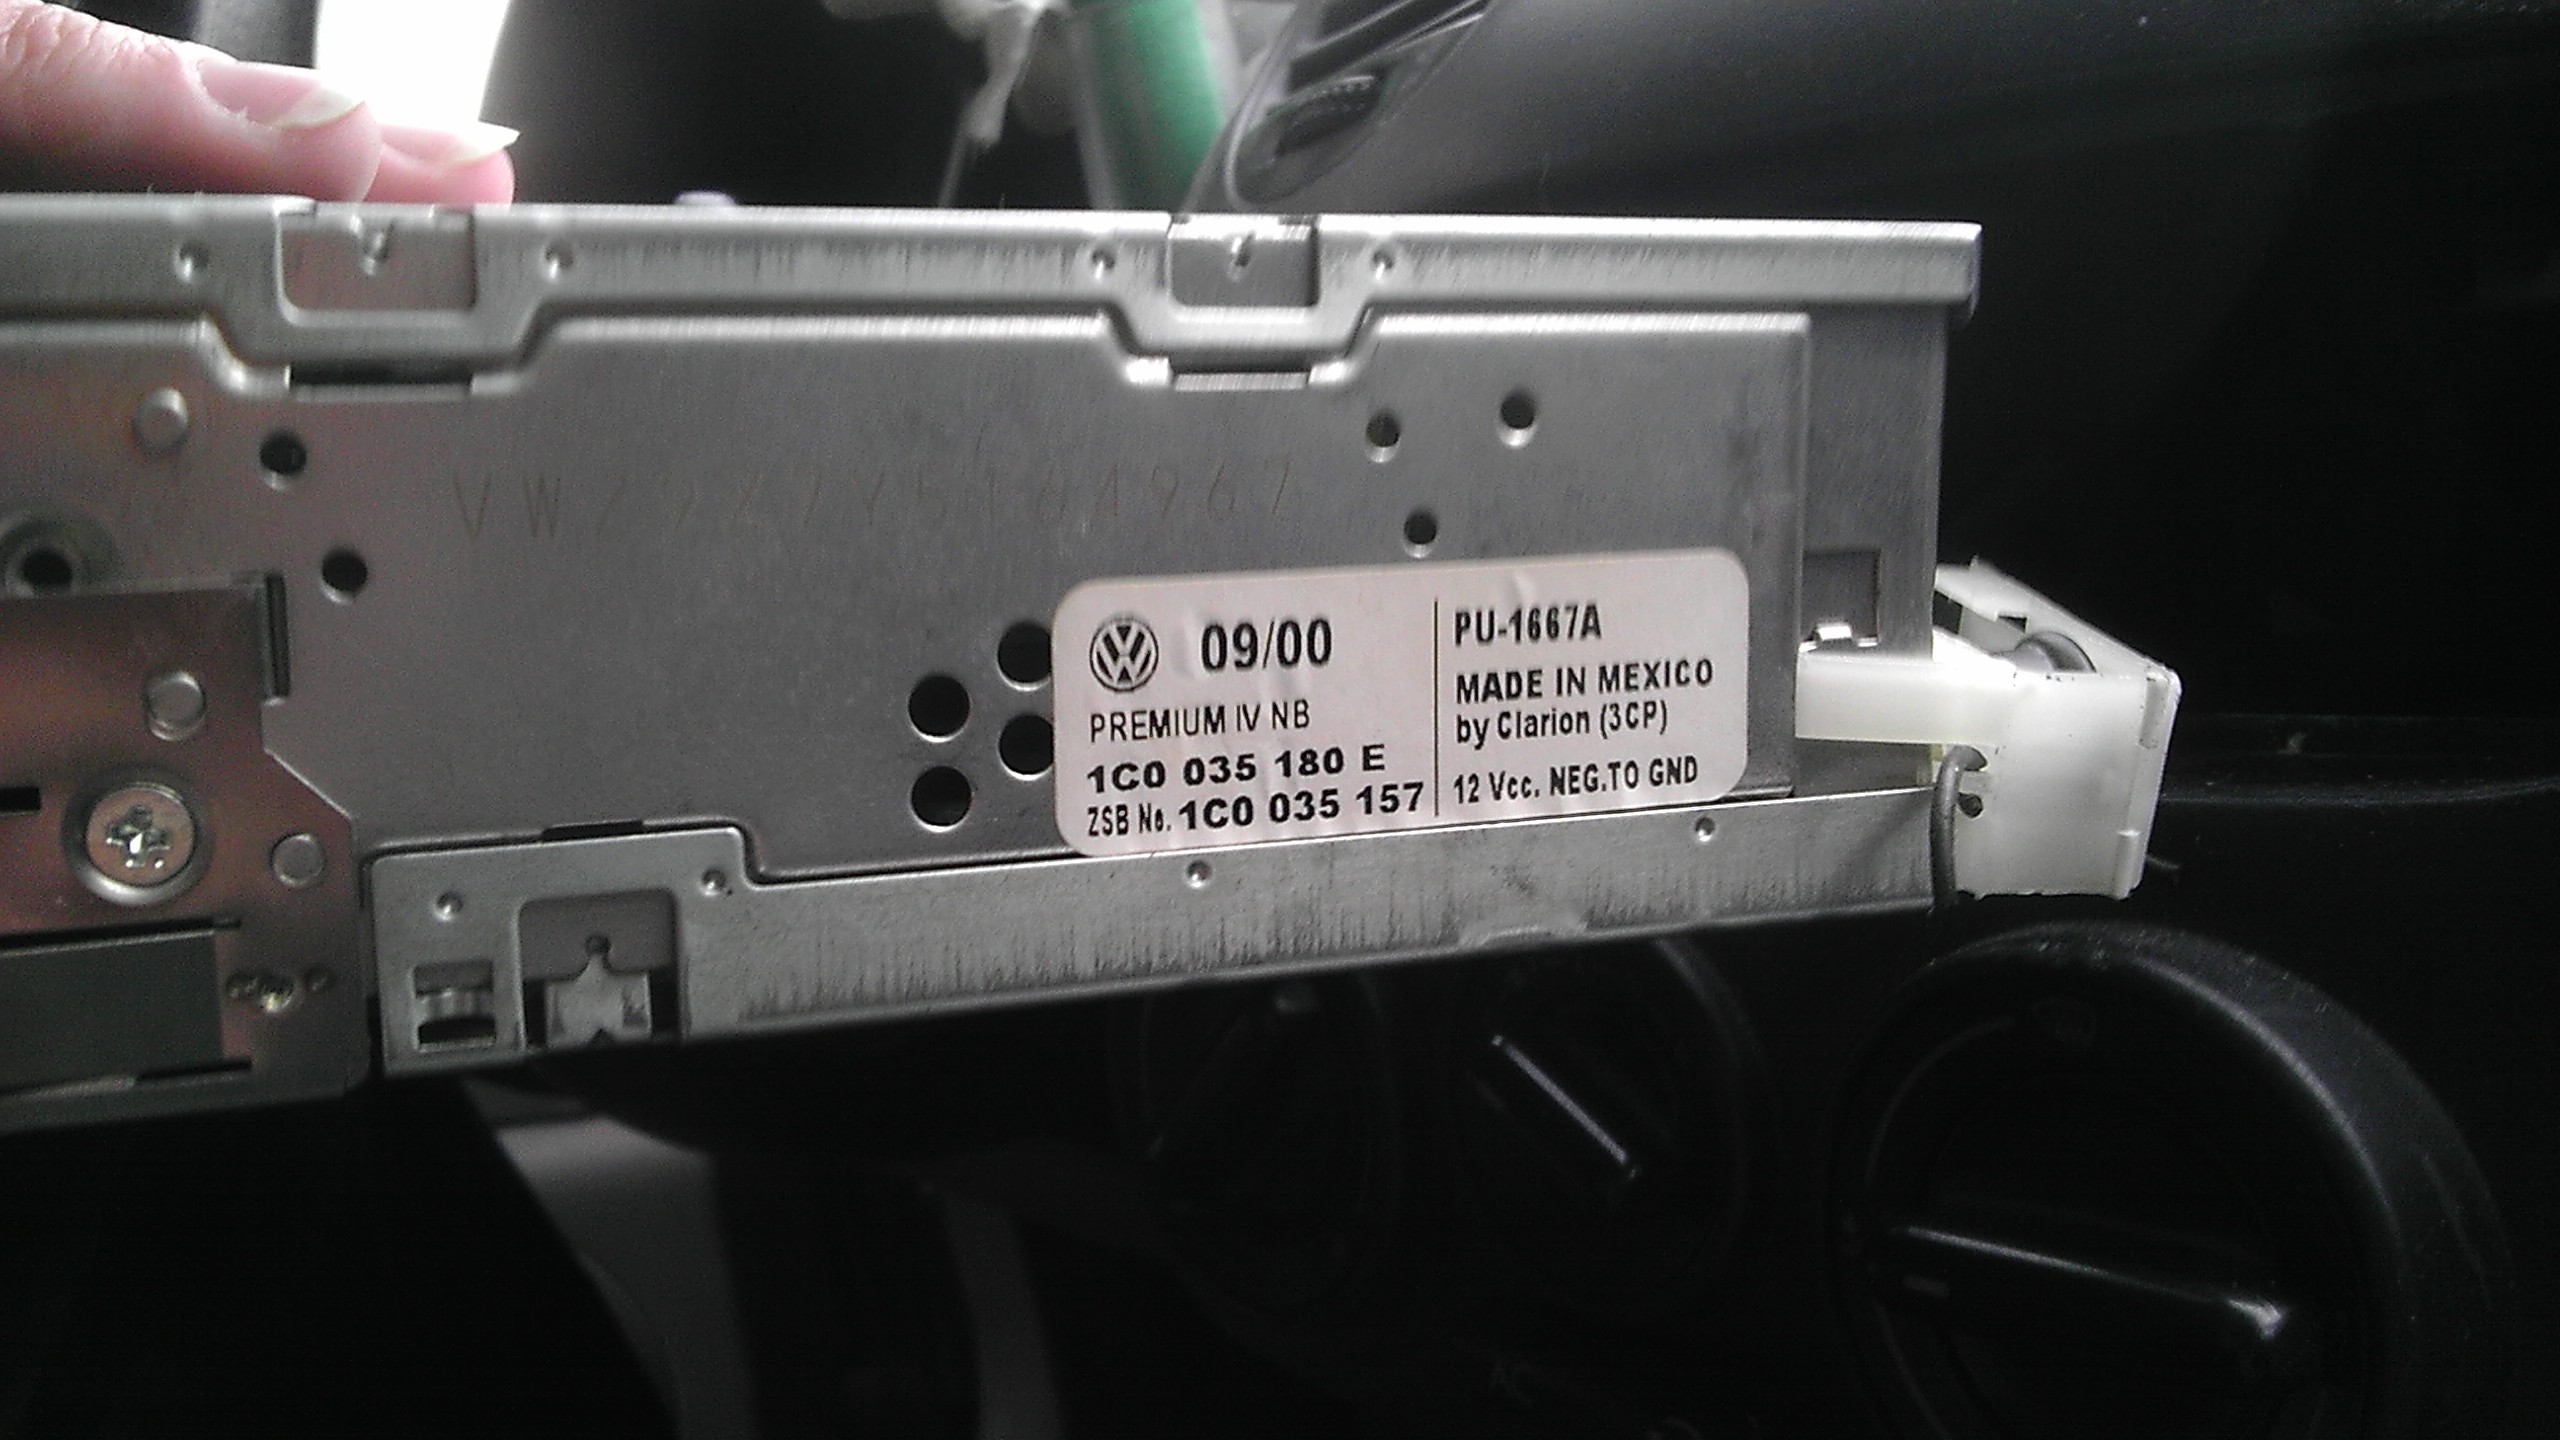 09/00
PREMIUM IV NB
1C0 035 180 E
ZSB No. 1C0 035 157
PU-1667A
MADE IN MEXICO
by Clarion (3CP)
12 Vcc. NEG.TO GND
AC